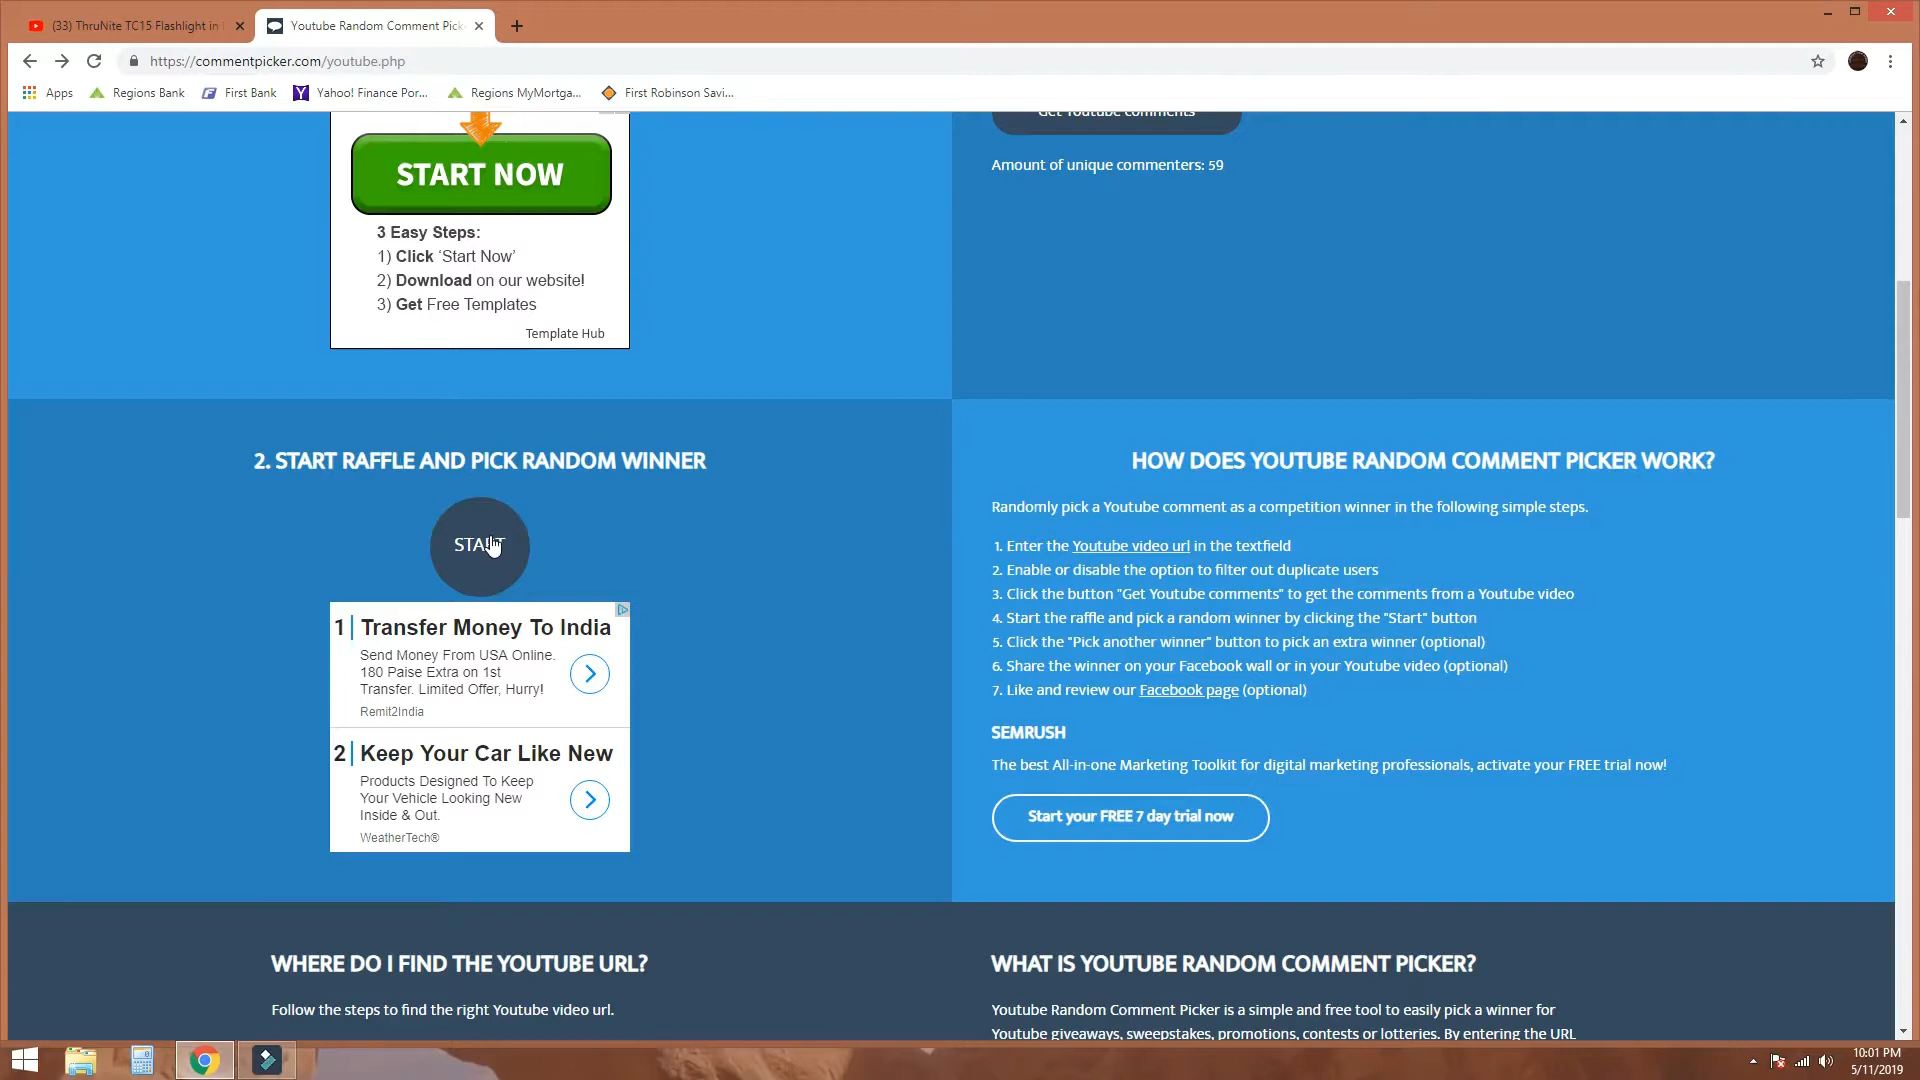 (33) ThruNite TC15 Flashlight in
Youtube Random Comment Pick
https://commentpicker.com/youtube.php
Apps
Regions Bank
First Bank
Yahoo! Finance Por...
Regions MyMortga...
First Robinson Savi...
START NOW
3 Easy Steps:
1) Click ‘Start Now’
2) Download on our website!
3) Get Free Templates
Template Hub
Get Youtube comments
Amount of unique commenters: 59
2. START RAFFLE AND PICK RANDOM WINNER
START
1 Transfer Money To India
Send Money From USA Online.
180 Paise Extra on 1st
Transfer. Limited Offer, Hurry!
Remit2India
2 Keep Your Car Like New
Products Designed To Keep
Your Vehicle Looking New
Inside & Out.
WeatherTech®
HOW DOES YOUTUBE RANDOM COMMENT PICKER WORK?
Randomly pick a Youtube comment as a competition winner in the following simple steps.
1. Enter the Youtube video url in the textfield
2. Enable or disable the option to filter out duplicate users
3. Click the button "Get Youtube comments" to get the comments from a Youtube video
4. Start the raffle and pick a random winner by clicking the "Start" button
5. Click the "Pick another winner" button to pick an extra winner (optional)
6. Share the winner on your Facebook wall or in your Youtube video (optional)
7. Like and review our Facebook page (optional)
SEMRUSH
The best All-in-one Marketing Toolkit for digital marketing professionals, activate your FREE trial now!
Start your FREE 7 day trial now
WHERE DO I FIND THE YOUTUBE URL?
Follow the steps to find the right Youtube video url.
WHAT IS YOUTUBE RANDOM COMMENT PICKER?
Youtube Random Comment Picker is a simple and free tool to easily pick a winner for
Youtube giveaways, sweepstakes, promotions, contests or lotteries. By entering the URL
10:01 PM
5/11/2019